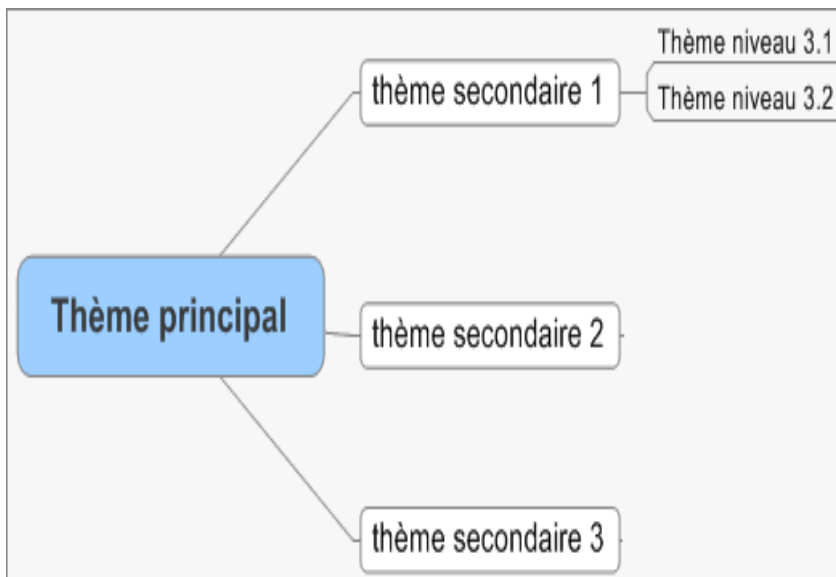 Thème principal
thème secondaire 1
Thème niveau 3.1
Thème niveau 3.2
thème secondaire 2
thème secondaire 3